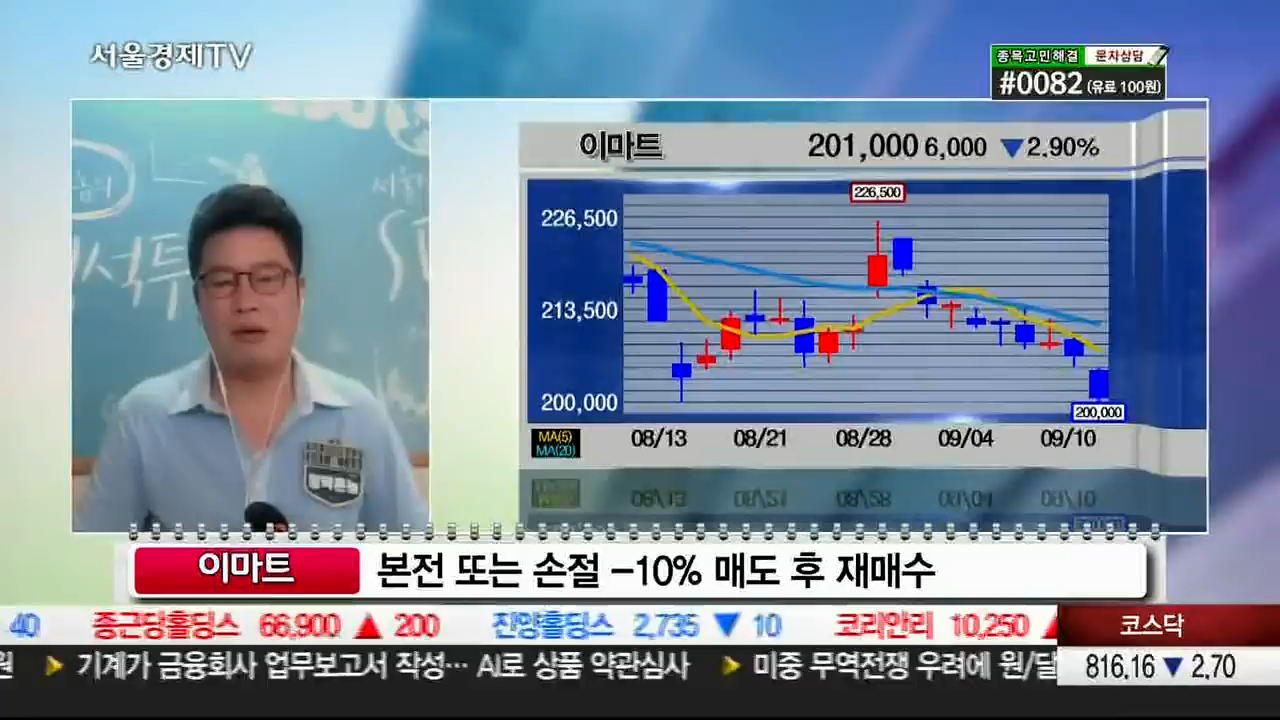 서울경제TV
종목고민해결 문자상담
#0082 (유료 100원)
이마트 201,000 6,000 ▼2.90%
226,500
226,500
213,500
200,000
200,000
MA(5)
MA(20)
08/13 08/21 08/28 09/04 09/10
이마트 본전 또는 손절 -10% 매도 후 재매수
40 종근당홀딩스 66,900 ▲ 200 진양홀딩스 2,735 ▼ 10 코리안리 10,250 ▲
코스닥
원 ▶ 기계가 금융회사 업무보고서 작성… AI로 상품 약관심사 ▶ 미중 무역전쟁 우려에 원/달
816.16 ▼ 2.70